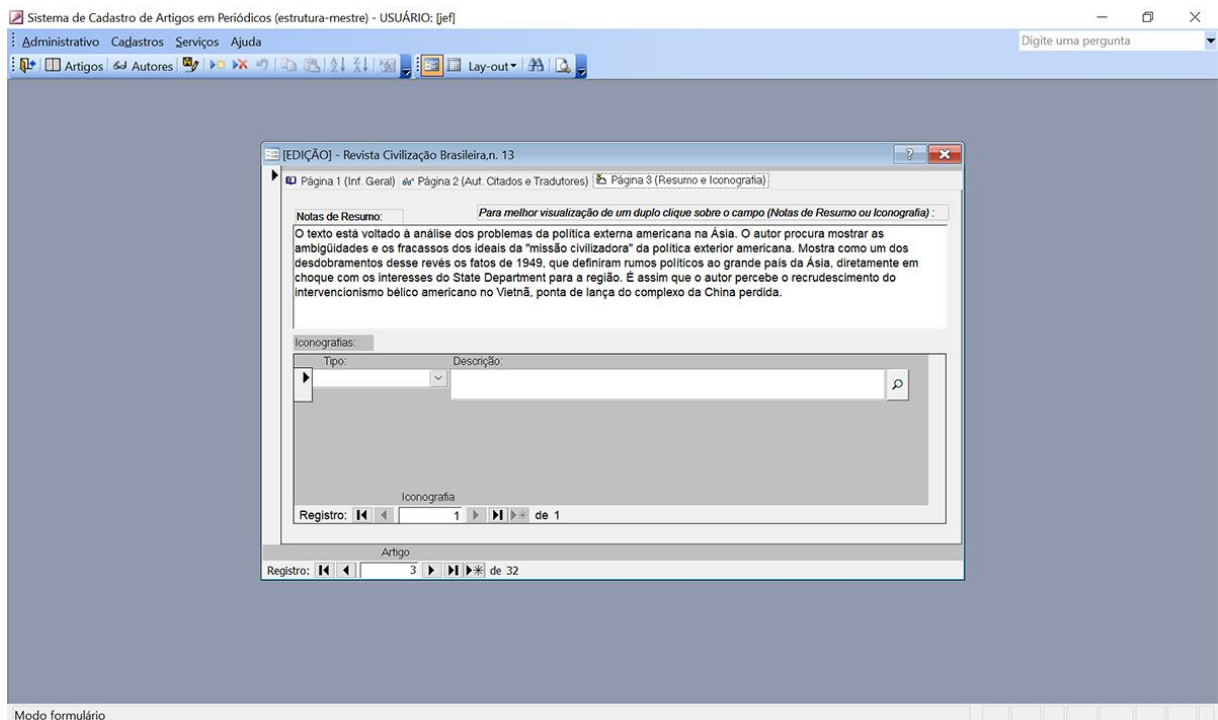 Sistema de Cadastro de Artigos em Periódicos (estrutura-mestre) - USUÁRIO: [jef]
Administrativo Cadastros Serviços Ajuda
Digite uma pergunta
Artigos Autores Lay-out
[EDIÇÃO] - Revista Civilização Brasileira,n. 13
Página 1 (Inf. Geral) Página 2 (Aut. Citados e Tradutores) Página 3 (Resumo e Iconografia)
Notas de Resumo: Para melhor visualização de um duplo clique sobre o campo (Notas de Resumo ou Iconografia) :
O texto está voltado à análise dos problemas da política externa americana na Ásia. O autor procura mostrar as
ambigüidades e os fracassos dos ideais da "missão civilizadora" da política exterior americana. Mostra como um dos
desdobramentos desse revés os fatos de 1949, que definiram rumos políticos ao grande país da Ásia, diretamente em
choque com os interesses do State Department para a região. É assim que o autor percebe o recrudescimento do
intervencionismo bélico americano no Vietnã, ponta de lança do complexo da China perdida.
Iconografias:
Tipo: Descrição:
Iconografia
Registro: 1 de 1
Artigo
Registro: 3 de 32
Modo formulário